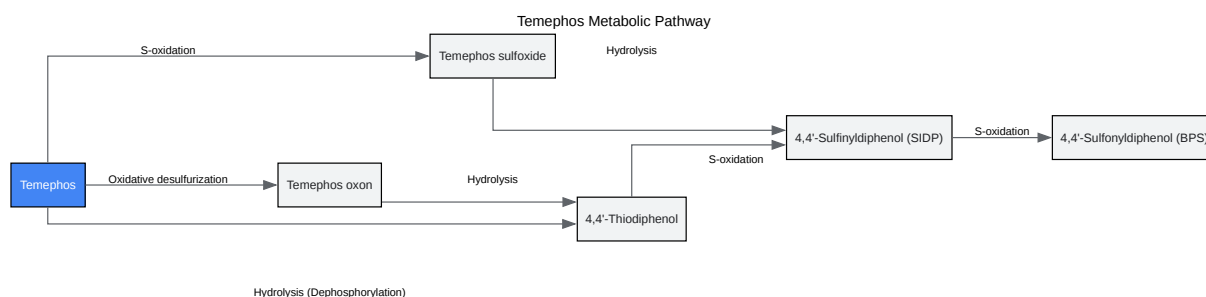 Temephos Metabolic Pathway
S-oxidation
Temephos sulfoxide
Hydrolysis
4,4'-Sulfinyldiphenol (SIDP)
S-oxidation
4,4'-Sulfonyldiphenol (BPS)
S-oxidation
Temephos
Oxidative desulfurization
Temephos oxon
Hydrolysis
4,4'-Thiodiphenol
Hydrolysis (Dephosphorylation)